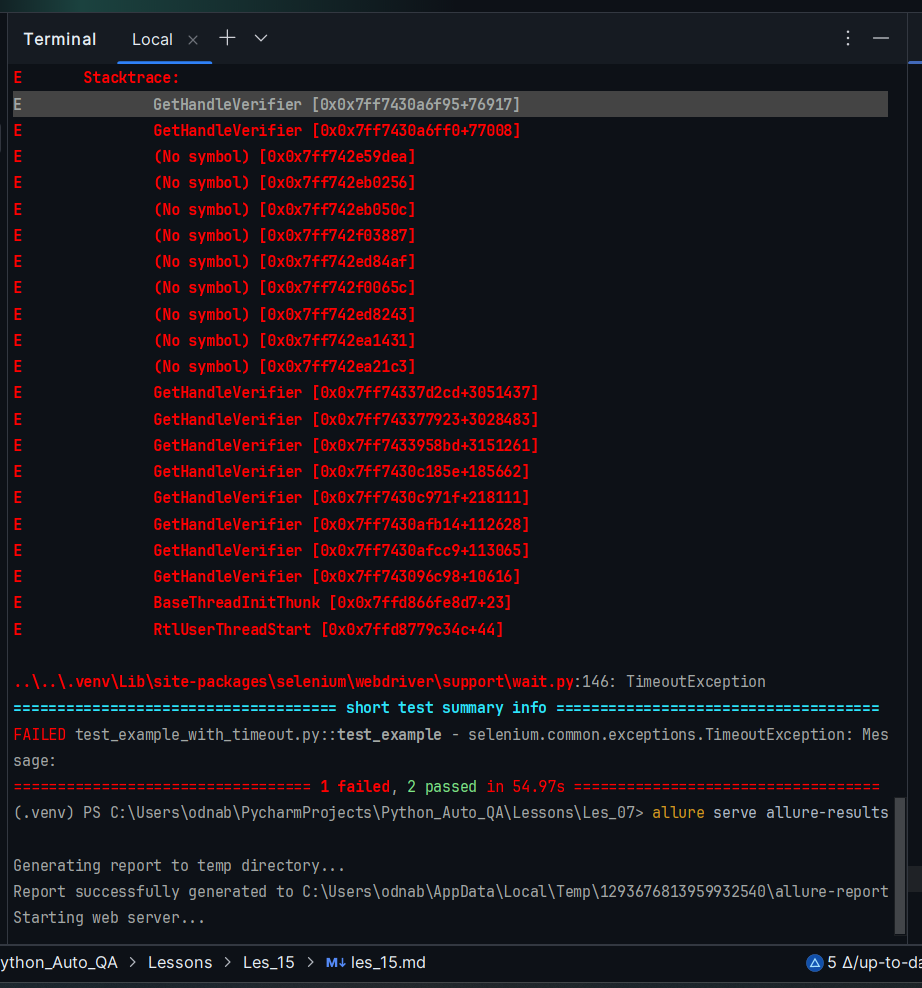 Terminal Local × + 
E Stacktrace:
E GetHandleVerifier [0x0x7ff7430a6f95+76917]
E GetHandleVerifier [0x0x7ff7430a6ff0+77008]
E (No symbol) [0x0x7ff742e59dea]
E (No symbol) [0x0x7ff742eb0256]
E (No symbol) [0x0x7ff742eb050c]
E (No symbol) [0x0x7ff742f03887]
E (No symbol) [0x0x7ff742ed84af]
E (No symbol) [0x0x7ff742f0065c]
E (No symbol) [0x0x7ff742ed8243]
E (No symbol) [0x0x7ff742ea1431]
E (No symbol) [0x0x7ff742ea21c3]
E GetHandleVerifier [0x0x7ff74337d2cd+3051437]
E GetHandleVerifier [0x0x7ff743377923+3028483]
E GetHandleVerifier [0x0x7ff7433958bd+3151261]
E GetHandleVerifier [0x0x7ff7430c185e+185662]
E GetHandleVerifier [0x0x7ff7430c971f+218111]
E GetHandleVerifier [0x0x7ff7430afb14+112628]
E GetHandleVerifier [0x0x7ff7430afcc9+113065]
E GetHandleVerifier [0x0x7ff743096c98+10616]
E BaseThreadInitThunk [0x0x7ffd866fe8d7+23]
E RtlUserThreadStart [0x0x7ffd8779c34c+44]
..\..\.venv\Lib\site-packages\selenium\webdriver\support\wait.py:146: TimeoutException
===================================== short test summary info =====================================
FAILED test_example_with_timeout.py::test_example - selenium.common.exceptions.TimeoutException: Mes
sage:
================================== 1 failed, 2 passed in 54.97s ===================================
(.venv) PS C:\Users\odnab\PycharmProjects\Python_Auto_QA\Lessons\Les_07> allure serve allure-results
Generating report to temp directory...
Report successfully generated to C:\Users\odnab\AppData\Local\Temp\1293676813959932540\allure-report
Starting web server...
ython_Auto_QA > Lessons > Les_15 > M↓ les_15.md 5 Δ/up-to-da